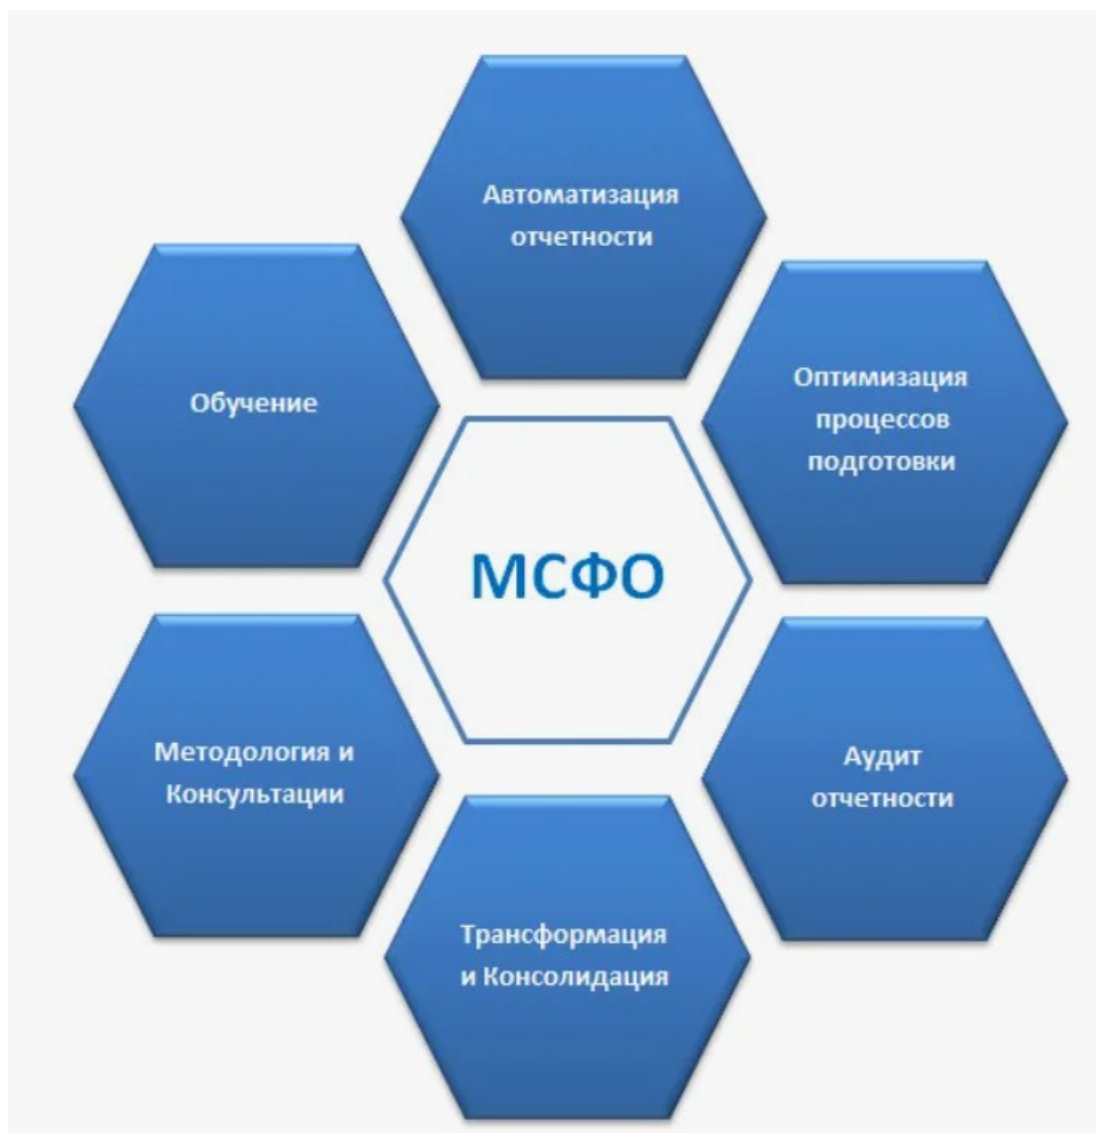 Автоматизация
отчетности
Оптимизация
процессов
подготовки
Обучение
МСФО
Методология и
Консультации
Аудит
отчетности
Трансформация
и Консолидация